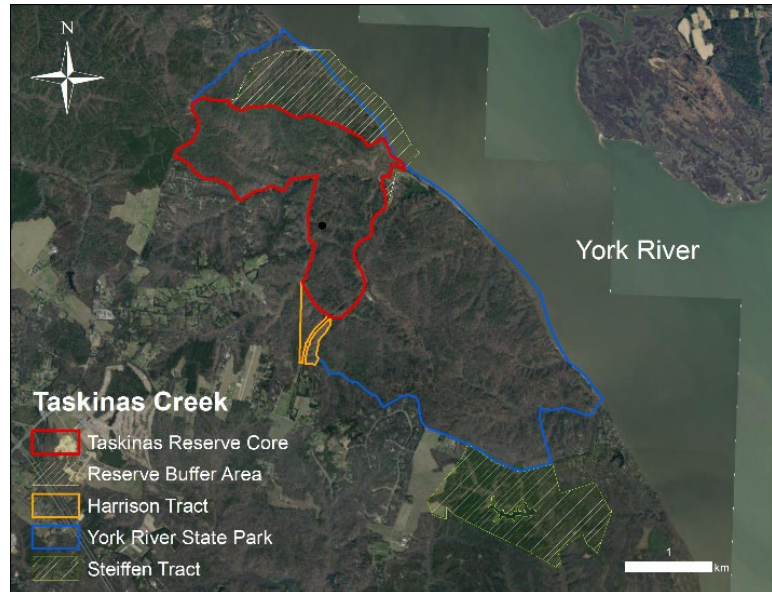 N
York River
Taskinas Creek
Taskinas Reserve Core
Reserve Buffer Area
Harrison Tract
York River State Park
Steiffen Tract
1
km